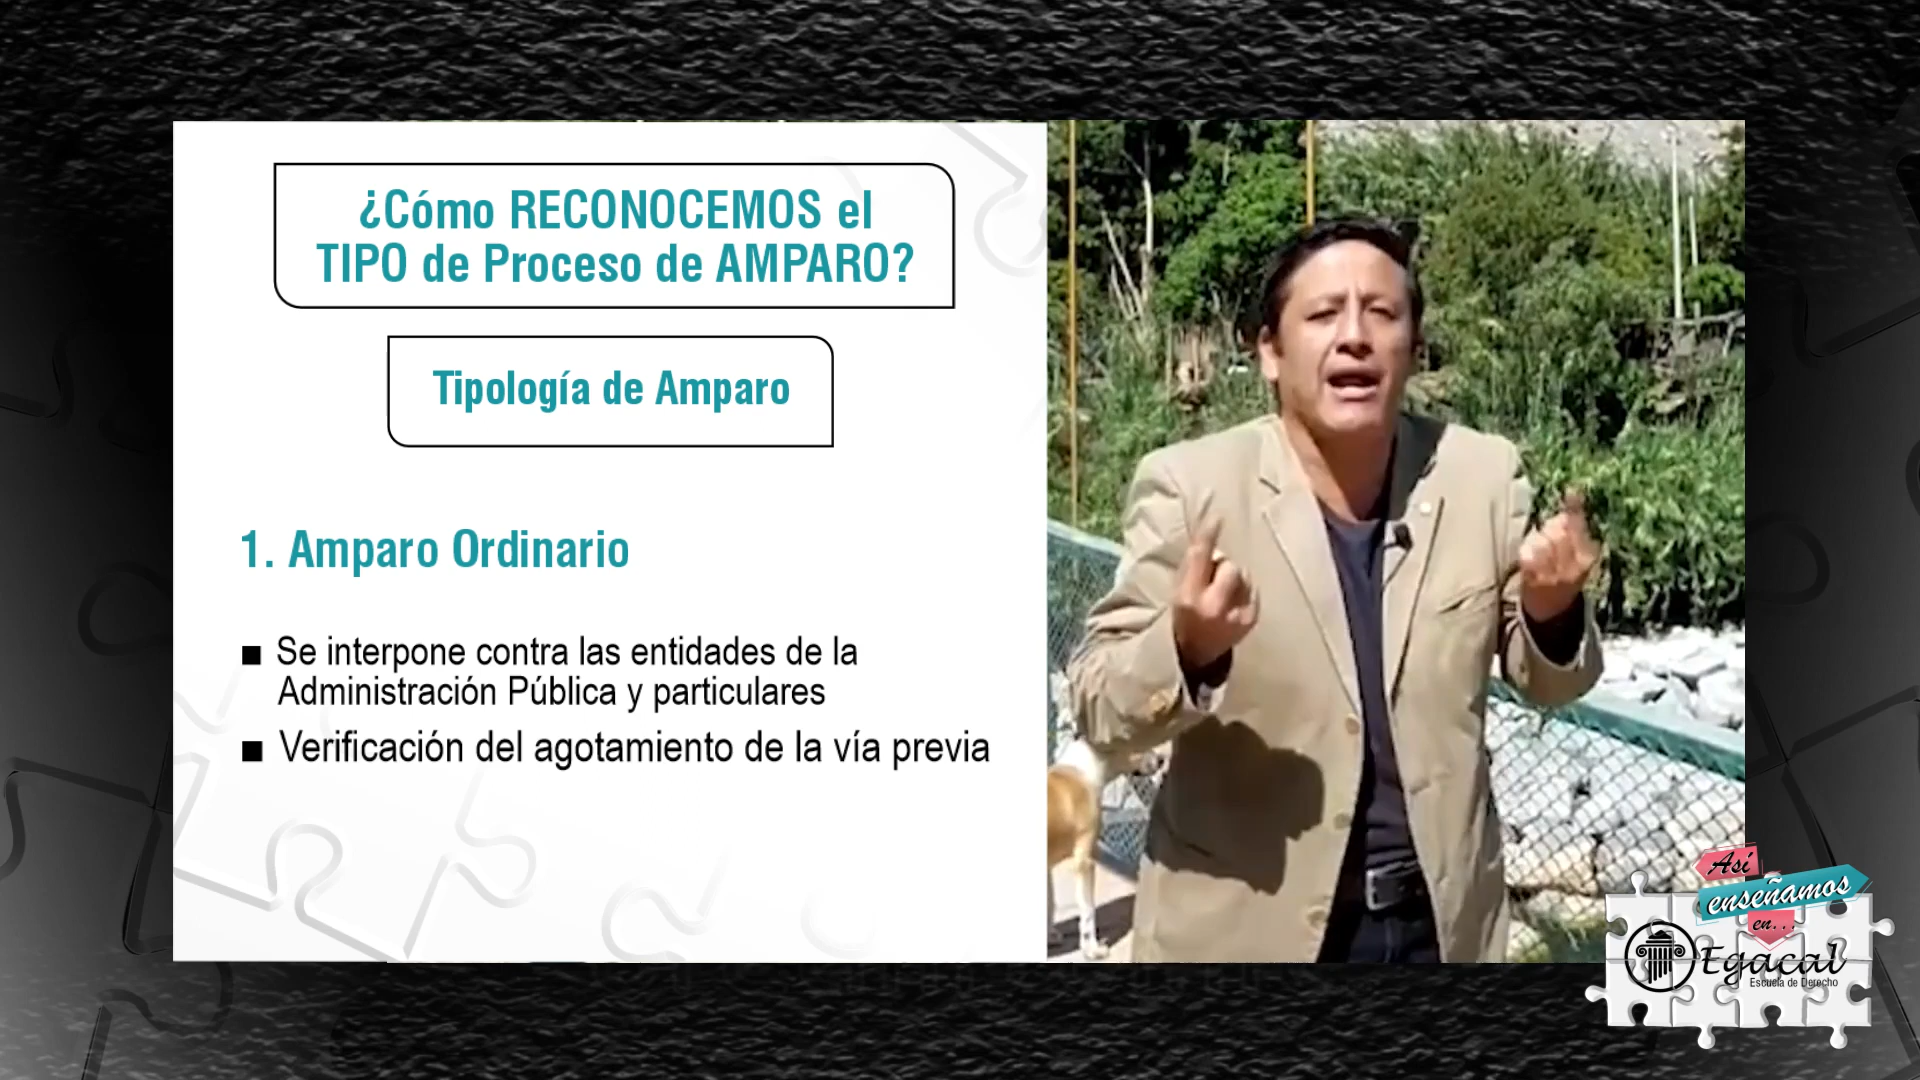 ¿Cómo RECONOCEMOS el
TIPO de Proceso de AMPARO?
Tipología de Amparo
1. Amparo Ordinario
■ Se interpone contra las entidades de la
Administración Pública y particulares
■ Verificación del agotamiento de la vía previa
Así
enseñamos
en...
Egacal
Escuela de Derecho